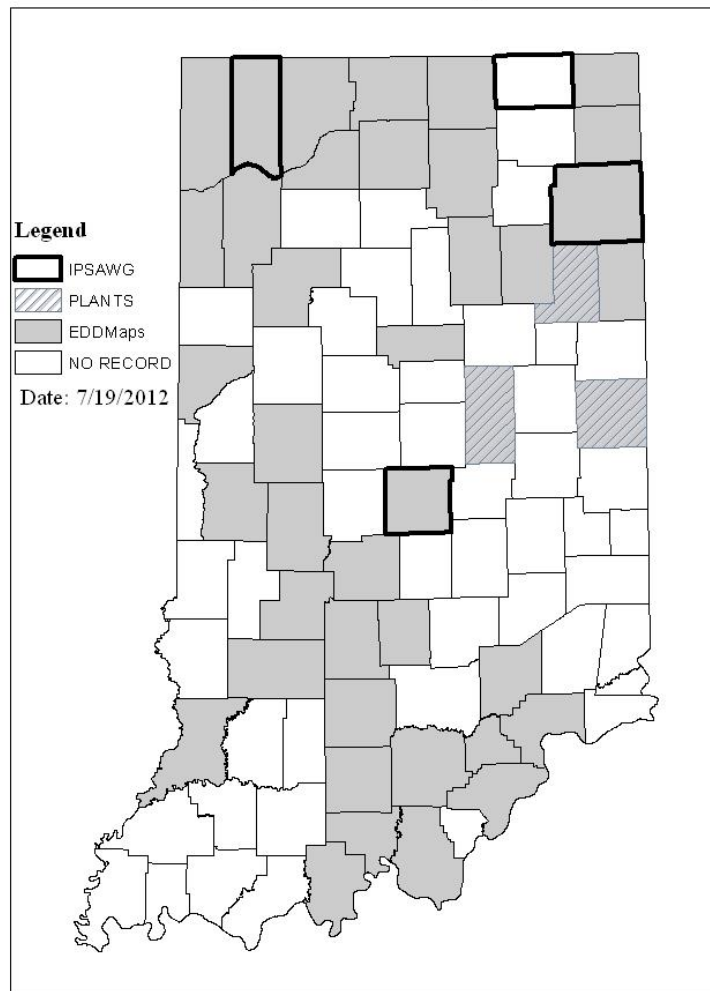 Legend
IPSAWG
PLANTS
EDDMaps
NO RECORD
Date: 7/19/2012